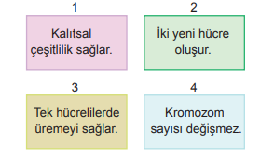 1
Kalıtsal
çeşitlilik sağlar.
2
İki yeni hücre
oluşur.
3
Tek hücrelilerde
üremeyi sağlar.
4
Kromozom
sayısı değişmez.